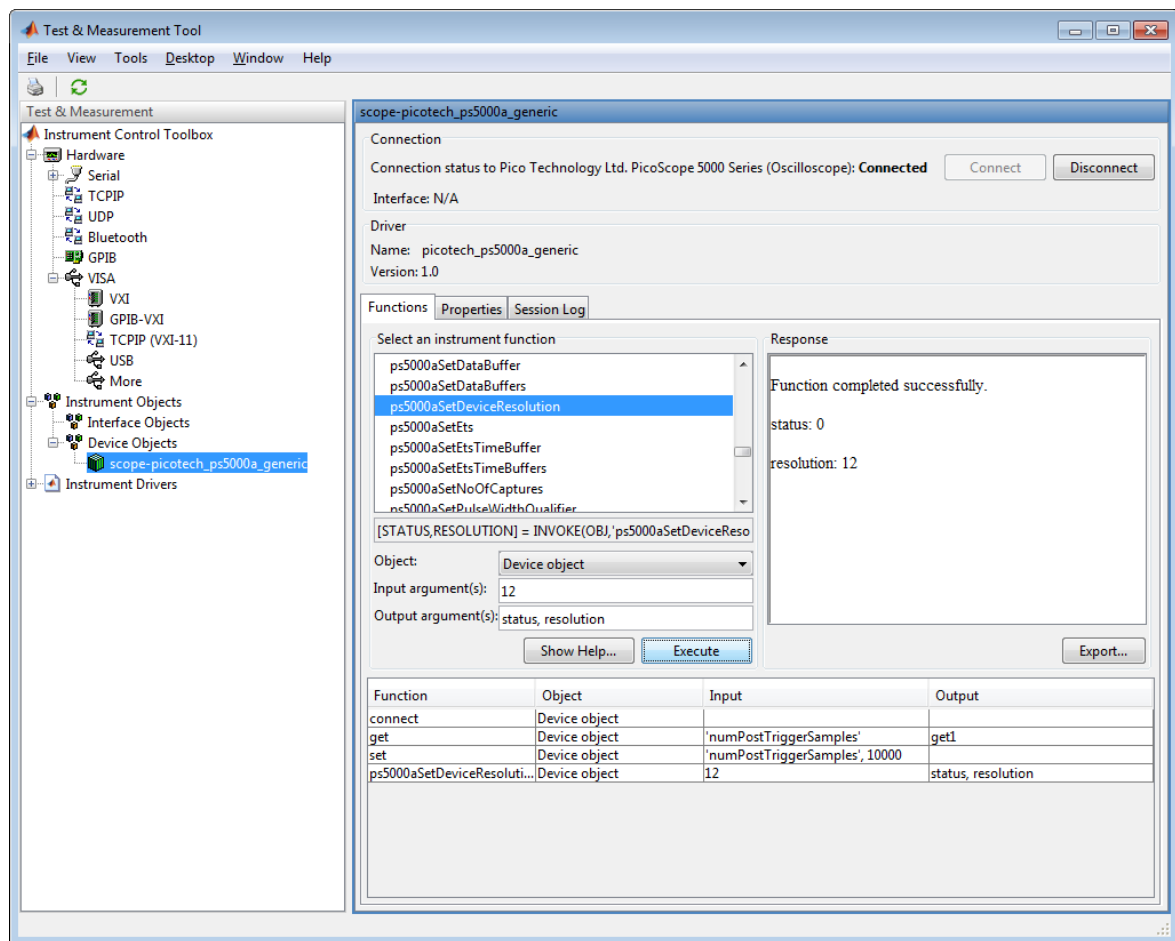 Test & Measurement Tool
File View Tools Desktop Window Help
Test & Measurement
Instrument Control Toolbox
Hardware
Serial
TCPIP
UDP
Bluetooth
GPIB
VISA
VXI
GPIB-VXI
TCPIP (VXI-11)
USB
More
Instrument Objects
Interface Objects
Device Objects
scope-picotech_ps5000a_generic
Instrument Drivers
scope-picotech_ps5000a_generic
Connection
Connection status to Pico Technology Ltd. PicoScope 5000 Series (Oscilloscope): Connected Connect Disconnect
Interface: N/A
Driver
Name: picotech_ps5000a_generic
Version: 1.0
Functions Properties Session Log
Select an instrument function
ps5000aSetDataBuffer
ps5000aSetDataBuffers
ps5000aSetDeviceResolution
ps5000aSetEts
ps5000aSetEtsTimeBuffer
ps5000aSetEtsTimeBuffers
ps5000aSetNoOfCaptures
ps5000aSetPulseWidthQualifier
[STATUS,RESOLUTION] = INVOKE(OBJ,'ps5000aSetDeviceReso
Object: Device object
Input argument(s): 12
Output argument(s): status, resolution
Show Help... Execute
Response
Function completed successfully.
status: 0
resolution: 12
Export...
Function Object Input Output
connect Device object
get Device object 'numPostTriggerSamples' get1
set Device object 'numPostTriggerSamples', 10000
ps5000aSetDeviceResoluti... Device object 12 status, resolution